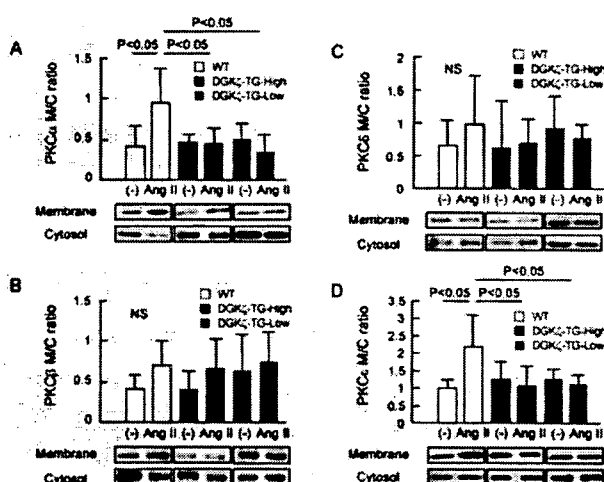 A
P<0.05
P<0.05 P<0.05
WT
DGKζ-TG-High
DGKζ-TG-Low
PKCα M/C ratio
1.5
1
0.5
0
(-) Ang II (-) Ang II (-) Ang II
Membrane
Cytosol
B
NS
WT
DGKζ-TG-High
DGKζ-TG-Low
PKCβ M/C ratio
1.5
1
0.5
0
(-) Ang II (-) Ang II (-) Ang II
Membrane
Cytosol
C
NS
WT
DGKζ-TG-High
DGKζ-TG-Low
PKCδ M/C ratio
2
1.5
1
0.5
0
(-) Ang II (-) Ang II (-) Ang II
Membrane
Cytosol
D
P<0.05
P<0.05 P<0.05
WT
DGKζ-TG-High
DGKζ-TG-Low
PKCε M/C ratio
3.5
3
2.5
2
1.5
1
0.5
0
(-) Ang II (-) Ang II (-) Ang II
Membrane
Cytosol